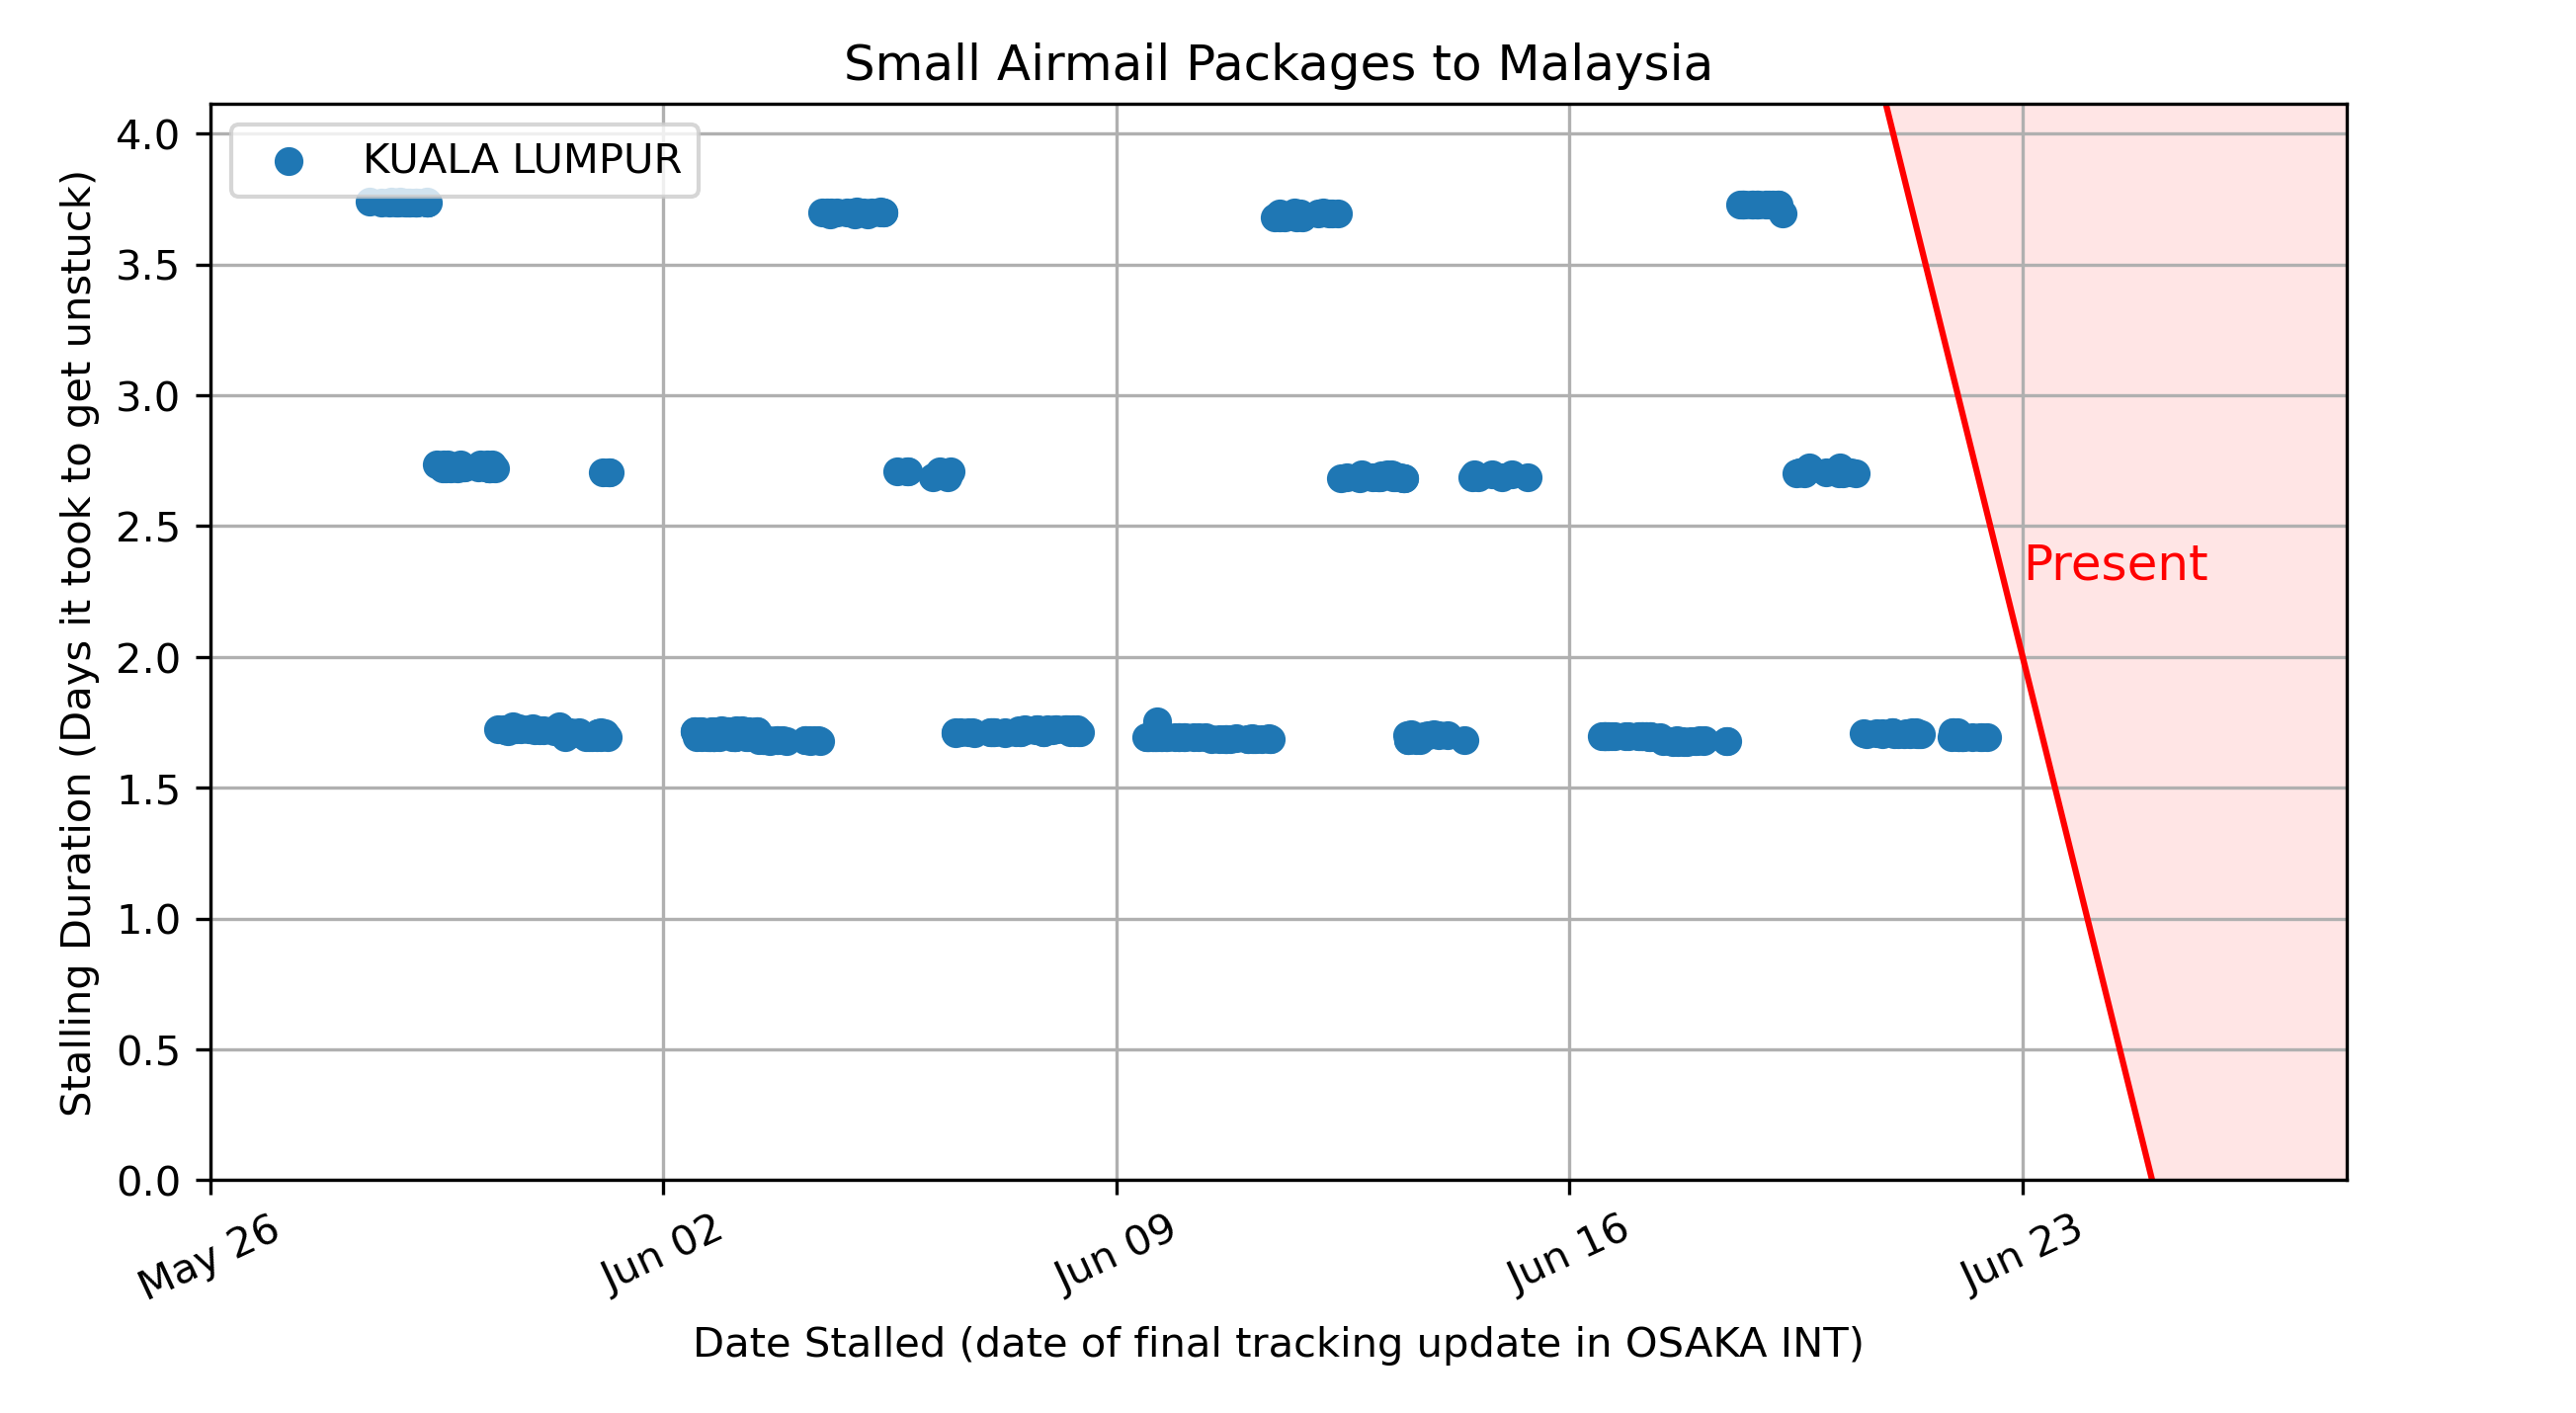 Small Airmail Packages to Malaysia
KUALA LUMPUR
Stalling Duration (Days it took to get unstuck)
4.0
3.5
3.0
2.5
2.0
1.5
1.0
0.5
0.0
Present
May 26
Jun 02
Jun 09
Jun 16
Jun 23
Date Stalled (date of final tracking update in OSAKA INT)